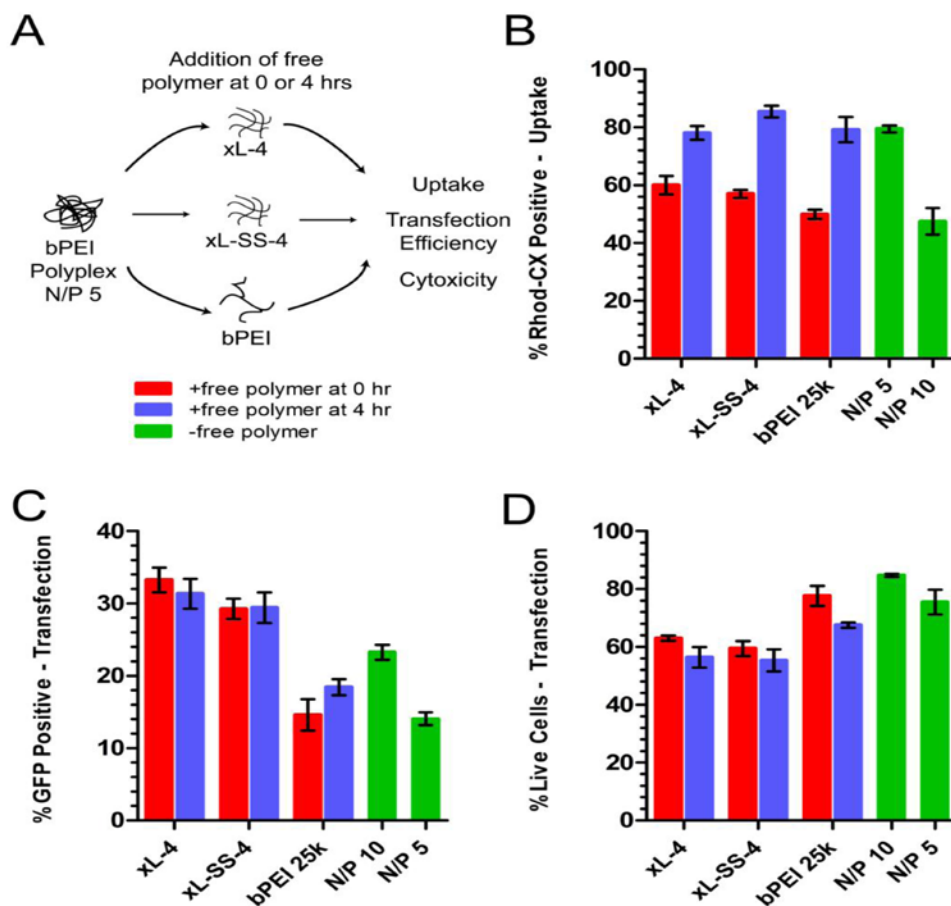 A
Addition of free
polymer at 0 or 4 hrs
xL-4
bPEI
Polyplex
N/P 5
xL-SS-4
bPEI
Uptake
Transfection
Efficiency
Cytoxicity
+free polymer at 0 hr
+free polymer at 4 hr
-free polymer
B
%Rhod-CX Positive - Uptake
100
80
60
40
20
0
xL-4
xL-SS-4
bPEI 25k
N/P 5
N/P 10
C
%GFP Positive - Transfection
40
30
20
10
0
xL-4
xL-SS-4
bPEI 25k
N/P 10
N/P 5
D
%Live Cells - Transfection
100
80
60
40
20
0
xL-4
xL-SS-4
bPEI 25k
N/P 10
N/P 5